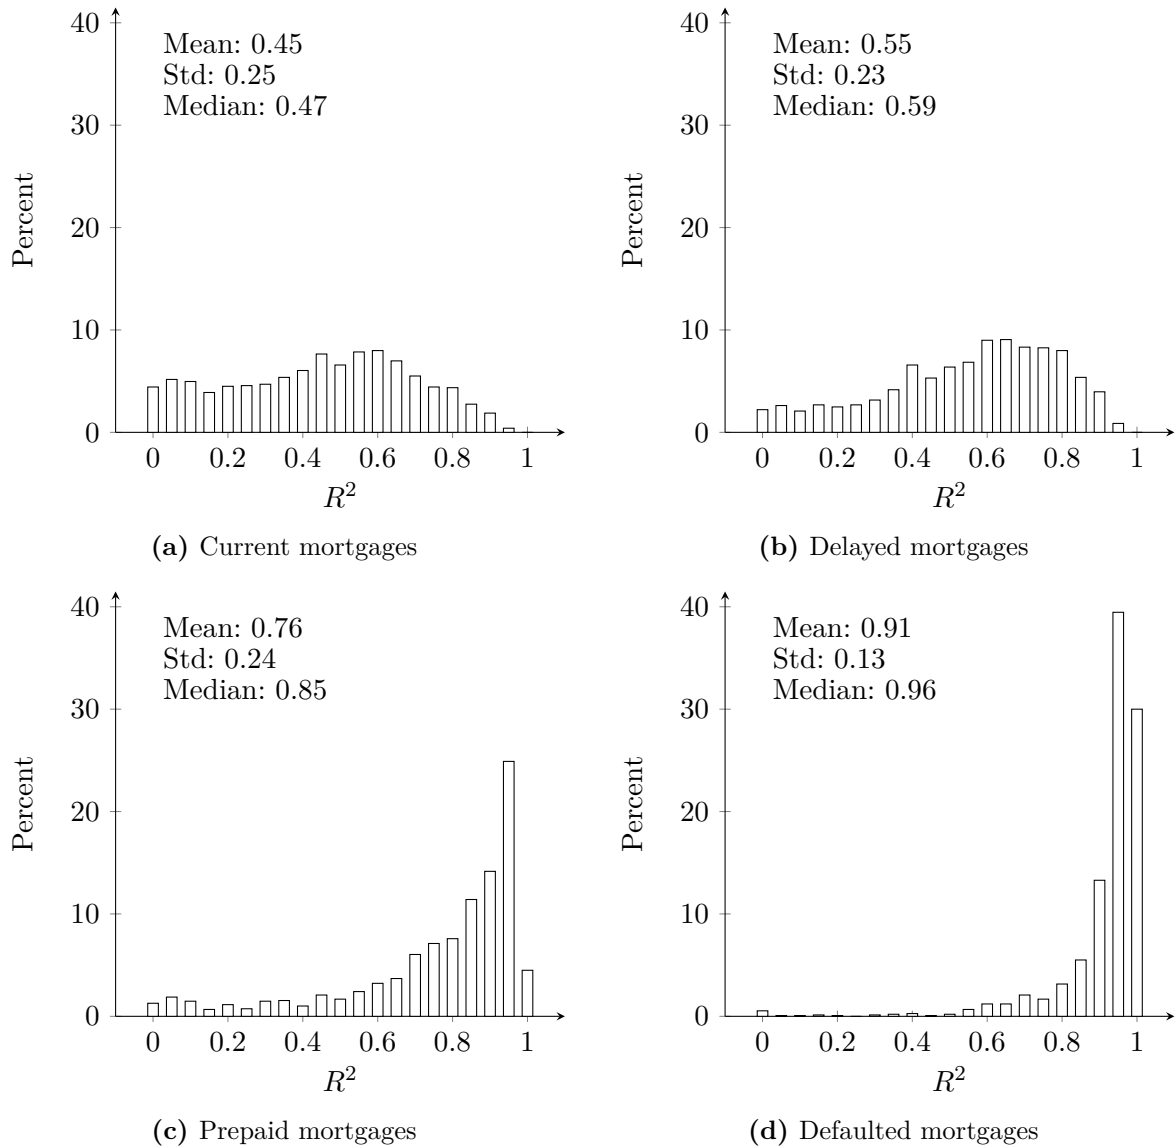 40
Mean: 0.45
Std: 0.25
Median: 0.47
30
Percent
20
10
0
0 0.2 0.4 0.6 0.8 1
R²
(a) Current mortgages
40
Mean: 0.55
Std: 0.23
Median: 0.59
30
Percent
20
10
0
0 0.2 0.4 0.6 0.8 1
R²
(b) Delayed mortgages
40
Mean: 0.76
Std: 0.24
Median: 0.85
30
Percent
20
10
0
0 0.2 0.4 0.6 0.8 1
R²
(c) Prepaid mortgages
40
Mean: 0.91
Std: 0.13
Median: 0.96
30
Percent
20
10
0
0 0.2 0.4 0.6 0.8 1
R²
(d) Defaulted mortgages